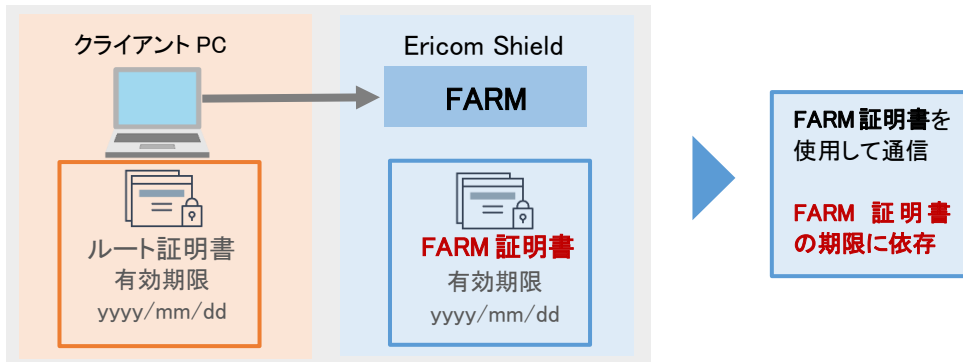 クライアント PC
ルート証明書
有効期限
yyyy/mm/dd
Ericom Shield
FARM
FARM 証明書
有効期限
yyyy/mm/dd
FARM 証明書を
使用して通信
FARM 証明書
の期限に依存